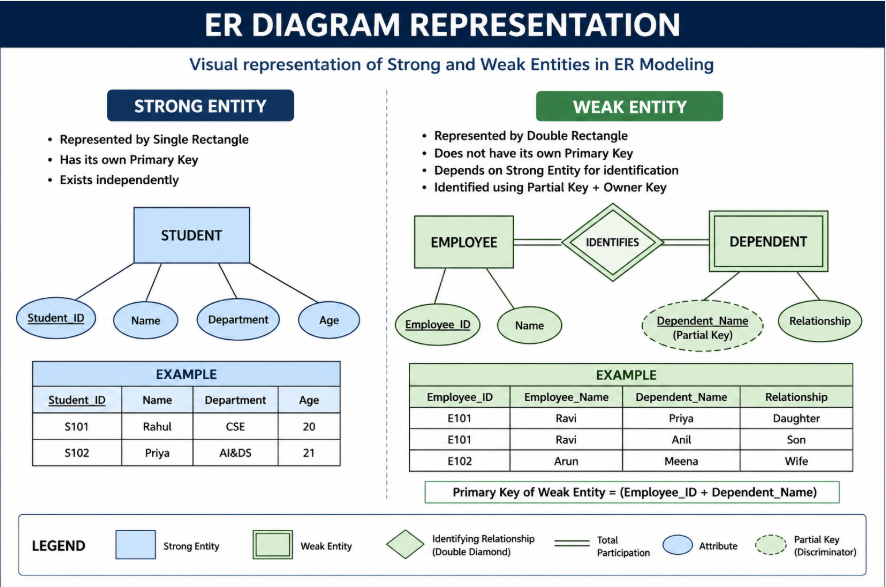 ER DIAGRAM REPRESENTATION
Visual representation of Strong and Weak Entities in ER Modeling
STRONG ENTITY
• Represented by Single Rectangle
• Has its own Primary Key
• Exists independently
STUDENT
Student_ID
Name
Department
Age
EXAMPLE
Student_ID Name Department Age
S101 Rahul CSE 20
S102 Priya AI&DS 21
WEAK ENTITY
• Represented by Double Rectangle
• Does not have its own Primary Key
• Depends on Strong Entity for identification
• Identified using Partial Key + Owner Key
EMPLOYEE
IDENTIFIES
DEPENDENT
Employee_ID
Name
Dependent_Name
(Partial Key)
Relationship
EXAMPLE
Employee_ID Employee_Name Dependent_Name Relationship
E101 Ravi Priya Daughter
E101 Ravi Anil Son
E102 Arun Meena Wife
Primary Key of Weak Entity = (Employee_ID + Dependent_Name)
LEGEND
Strong Entity
Weak Entity
Identifying Relationship
(Double Diamond)
Total
Participation
Attribute
Partial Key
(Discriminator)